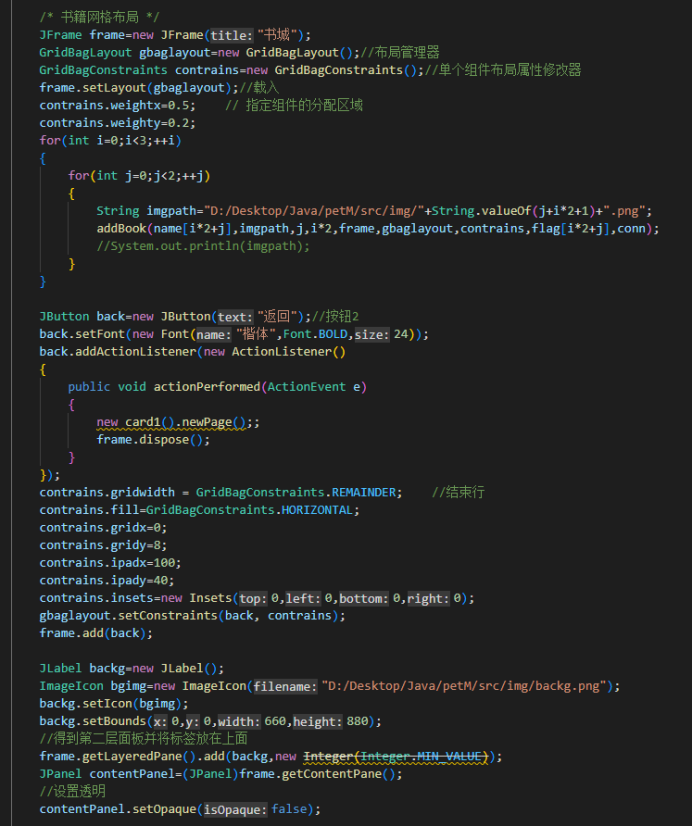 /* 书籍网格布局 */
JFrame frame=new JFrame(title:"书城");
GridBagLayout gbaglayout=new GridBagLayout();//布局管理器
GridBagConstraints contrains=new GridBagConstraints();//单个组件布局属性修改器
frame.setLayout(gbaglayout);//载入
contrains.weightx=0.5;    // 指定组件的分配区域
contrains.weighty=0.2;
for(int i=0;i<3;++i)
{
    for(int j=0;j<2;++j)
    {
        String imgpath="D:/Desktop/Java/petM/src/img/"+String.valueOf(j+i*2+1)+".png";
        addBook(name[i*2+j],imgpath,j,i*2,frame,gbaglayout,contrains,flag[i*2+j],conn);
        //System.out.println(imgpath);
    }
}
JButton back=new JButton(text:"返回");//按钮2
back.setFont(new Font(name:"楷体",Font.BOLD,size:24));
back.addActionListener(new ActionListener()
{
    public void actionPerformed(ActionEvent e)
    {
        new card1().newPage();;
        frame.dispose();
    }
});
contrains.gridwidth = GridBagConstraints.REMAINDER;    //结束行
contrains.fill=GridBagConstraints.HORIZONTAL;
contrains.gridx=0;
contrains.gridy=8;
contrains.ipadx=100;
contrains.ipady=40;
contrains.insets=new Insets(top:0,left:0,bottom:0,right:0);
gbaglayout.setConstraints(back, contrains);
frame.add(back);
JLabel backg=new JLabel();
ImageIcon bgimg=new ImageIcon(filename:"D:/Desktop/Java/petM/src/img/backg.png");
backg.setIcon(bgimg);
backg.setBounds(x:0,y:0,width:660,height:880);
//得到第二层面板并将标签放在上面
frame.getLayeredPane().add(backg,new Integer(Integer.MIN_VALUE));
JPanel contentPanel=(JPanel)frame.getContentPane();
//设置透明
contentPanel.setOpaque(isOpaque:false);